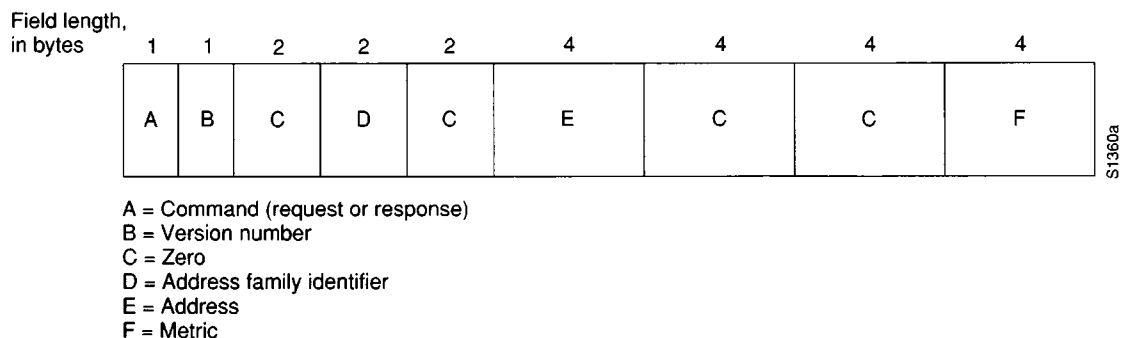 Field length,
in bytes 1 1 2 2 2 4 4 4 4
A B C D C E C C F
S1360a
A = Command (request or response)
B = Version number
C = Zero
D = Address family identifier
E = Address
F = Metric